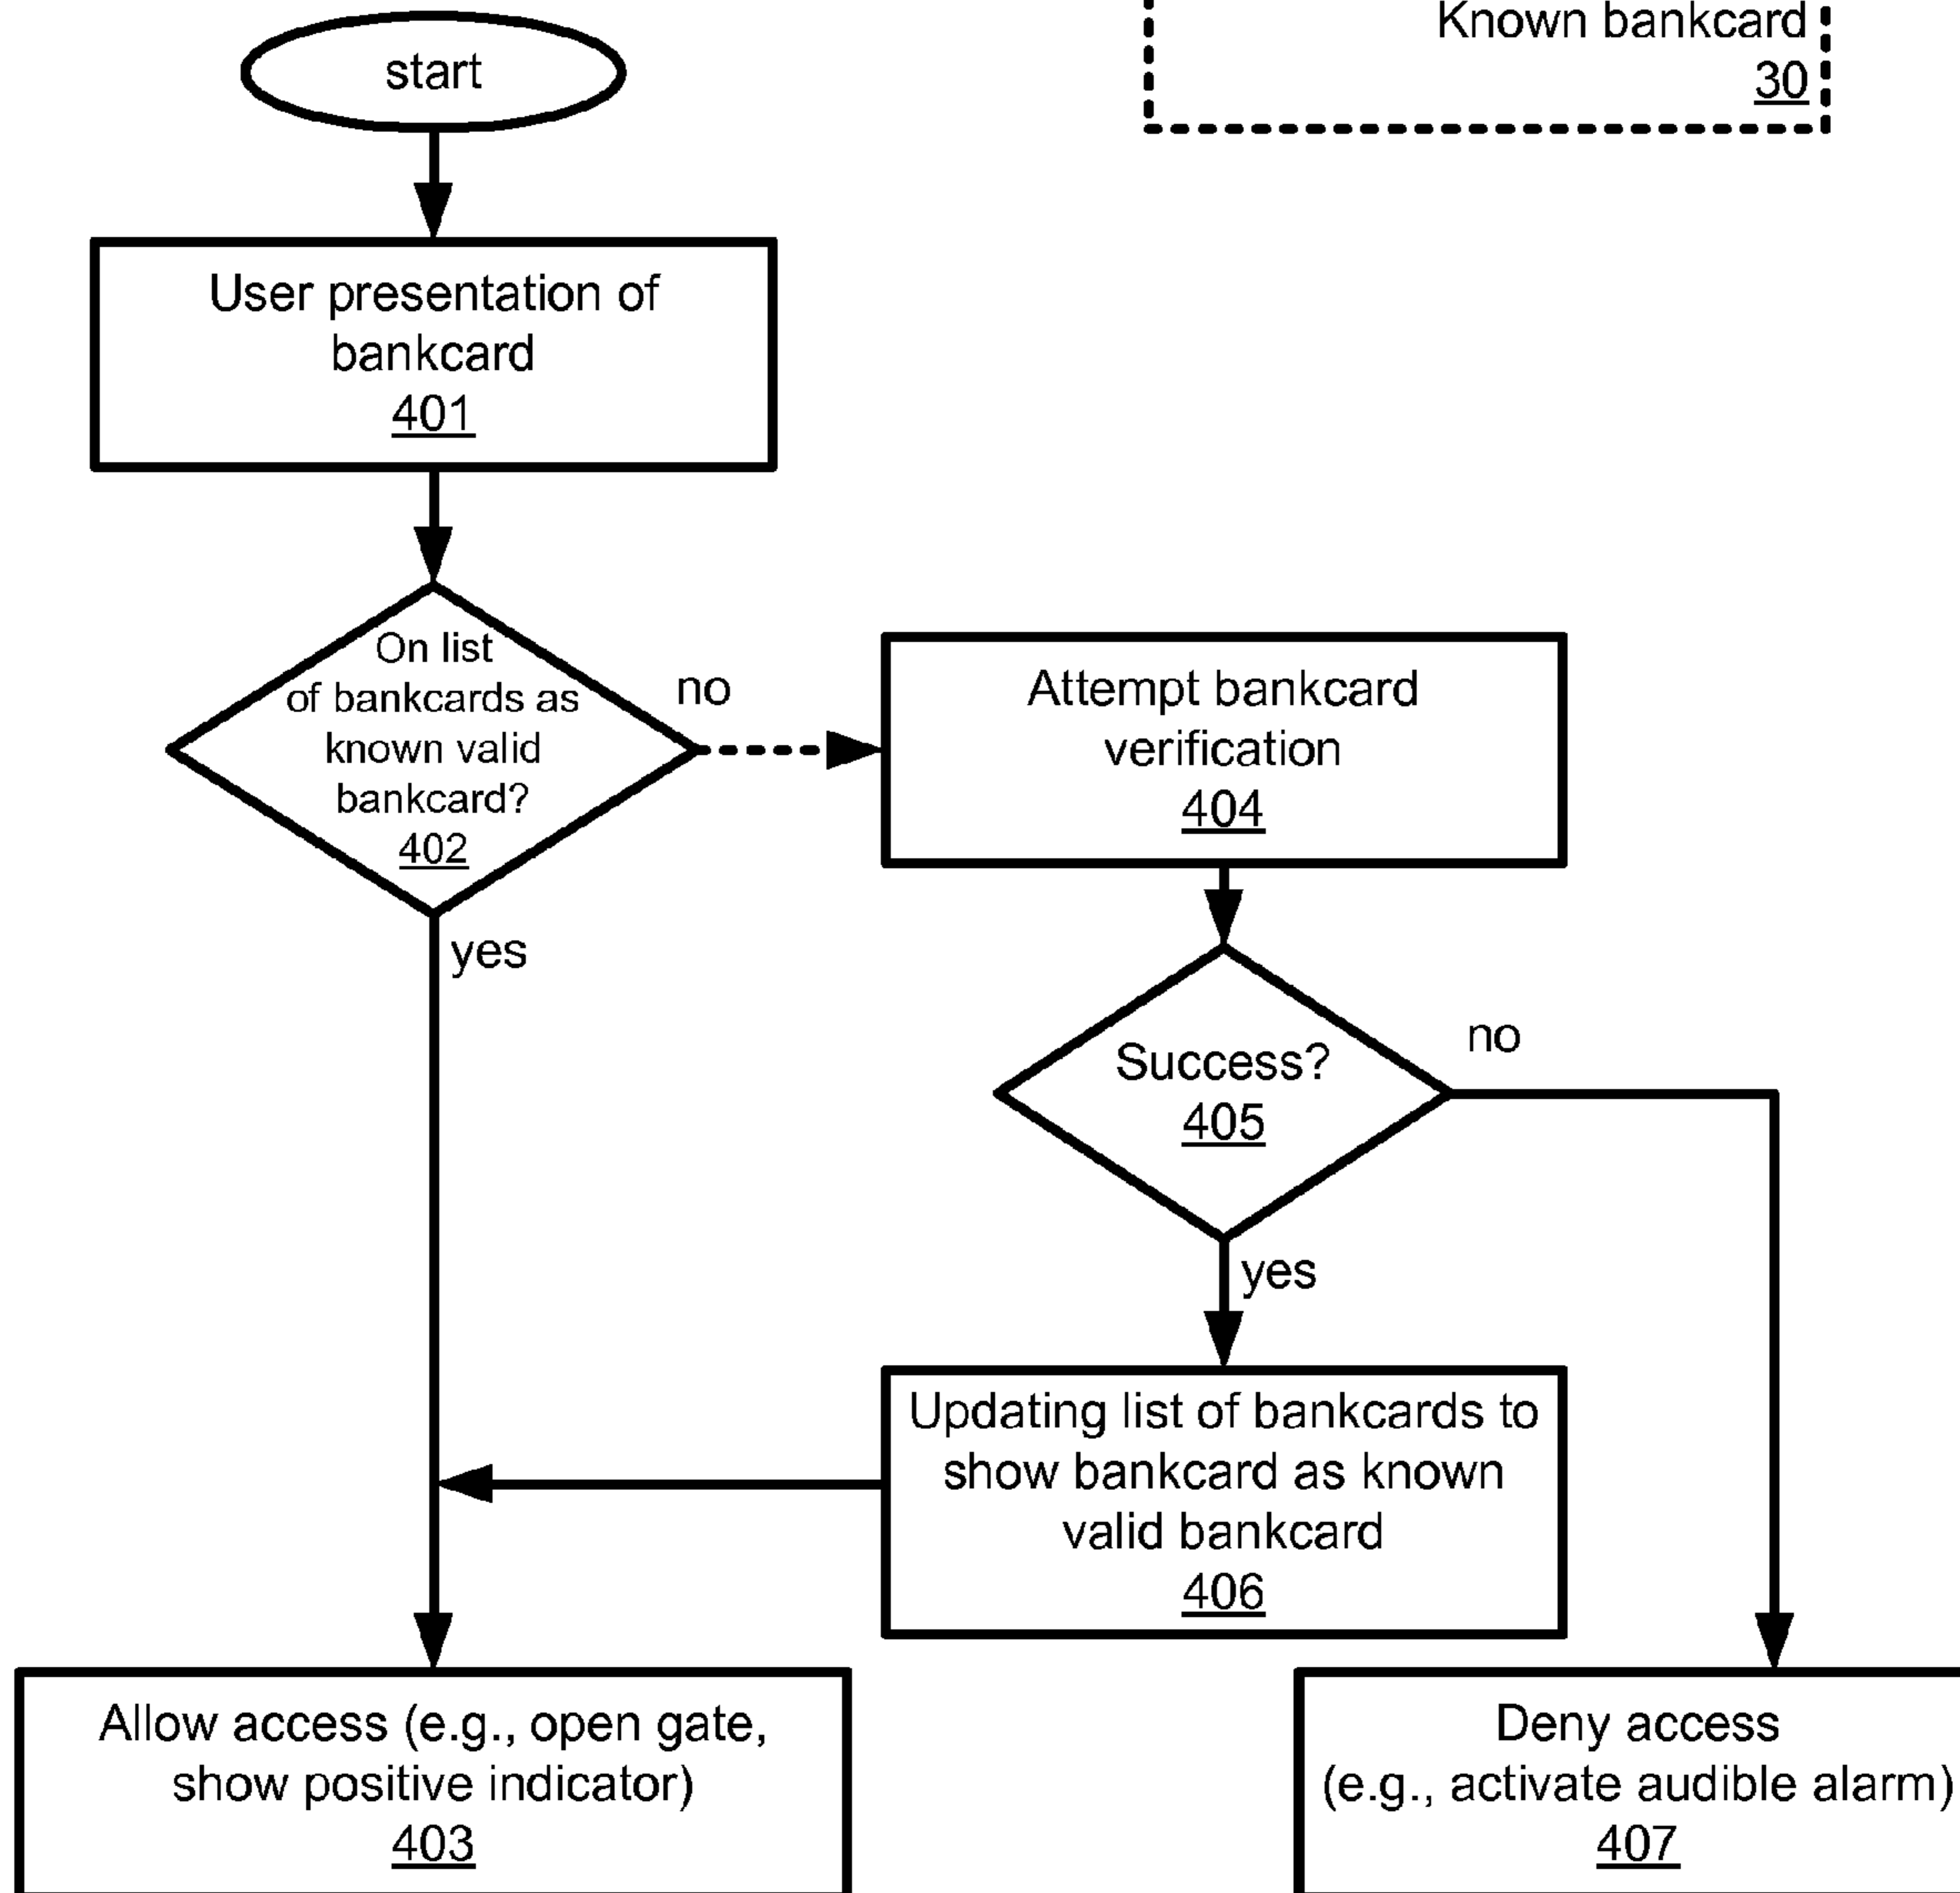 Known bankcard
30
start
User presentation of
bankcard
401
On list
of bankcards as
known valid
bankcard?
402
no
yes
Attempt bankcard
verification
404
Success?
405
no
yes
Updating list of bankcards to
show bankcard as known
valid bankcard
406
Allow access (e.g., open gate,
show positive indicator)
403
Deny access
(e.g., activate audible alarm)
407